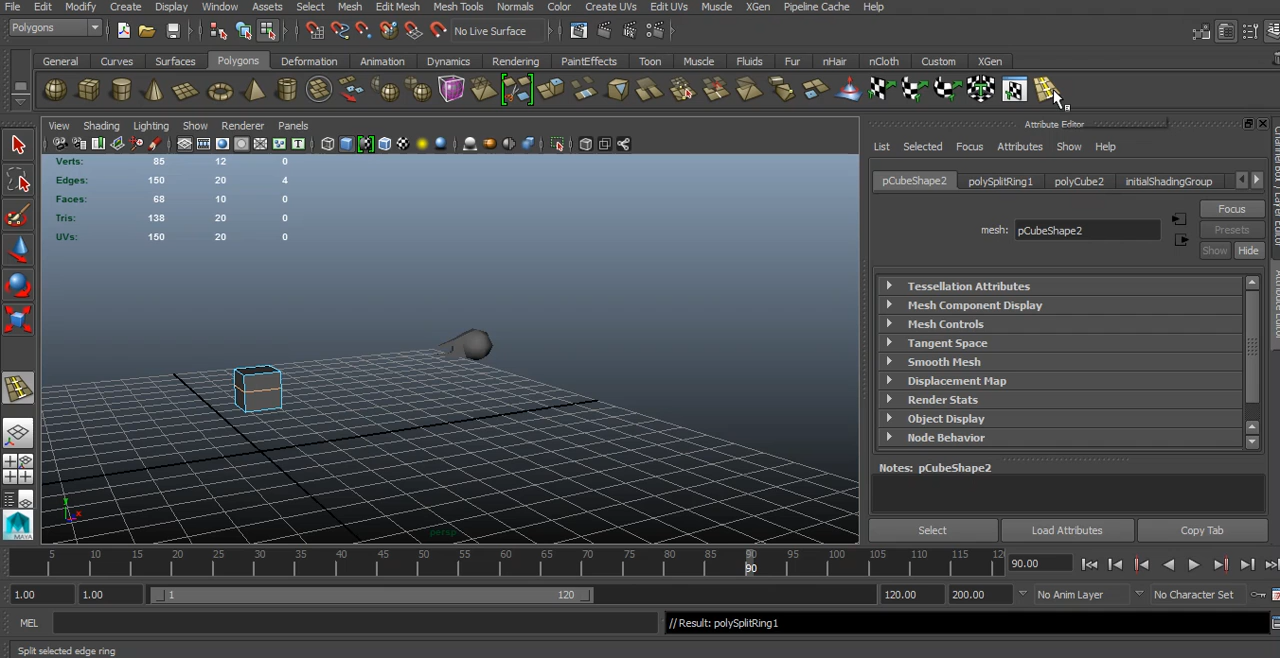 File Edit Modify Create Display Window Assets Select Mesh Edit Mesh Mesh Tools Normals Color Create UVs Edit UVs Muscle XGen Pipeline Cache Help
Polygons No Live Surface
General Curves Surfaces Polygons Deformation Animation Dynamics Rendering PaintEffects Toon Muscle Fluids Fur nHair nCloth Custom XGen
View Shading Lighting Show Renderer Panels
Attribute Editor
List Selected Focus Attributes Show Help
Verts: 85 12 0
Edges: 150 20 4
Faces: 68 10 0
Tris: 138 20 0
UVs: 150 20 0
pCubeShape2 polySplitRing1 polyCube2 initialShadingGroup
mesh: pCubeShape2
Focus
Presets
Show Hide
Tessellation Attributes
Mesh Component Display
Mesh Controls
Tangent Space
Smooth Mesh
Displacement Map
Render Stats
Object Display
Node Behavior
Notes: pCubeShape2
Select Load Attributes Copy Tab
persp
MAYA
5 10 15 20 25 30 35 40 45 50 55 60 65 70 75 80 85 90 95 100 105 110 115 90.00
90
1.00 1.00 1 120 120.00 200.00 No Anim Layer No Character Set
MEL // Result: polySplitRing1
Split selected edge ring